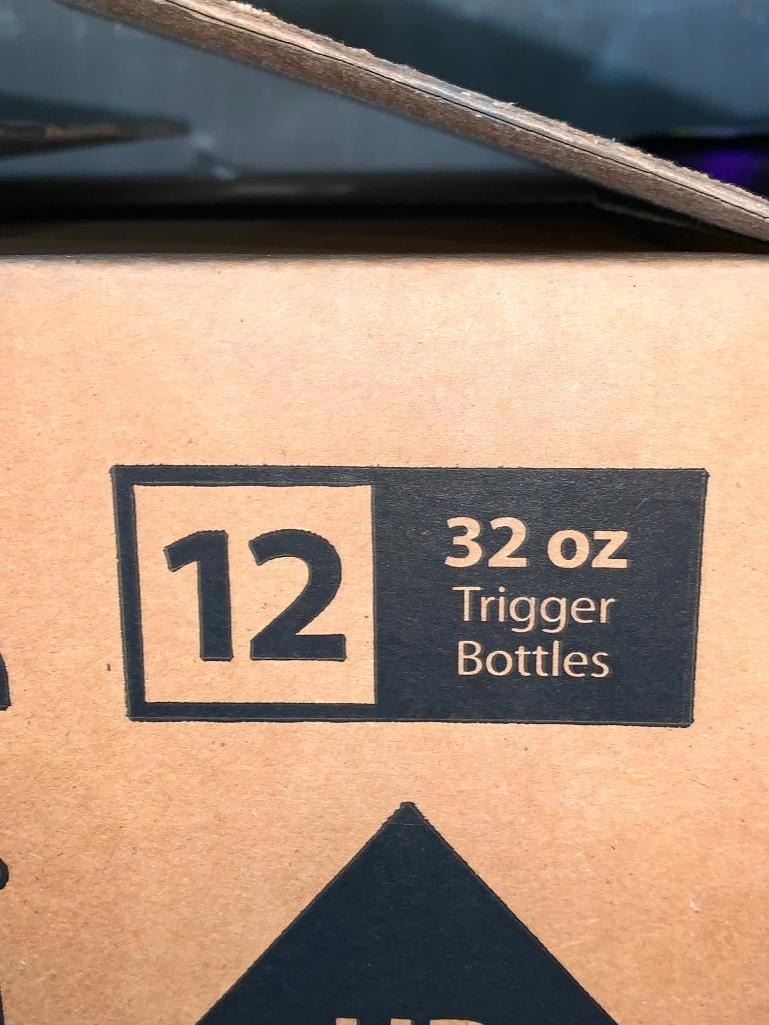 12
32 oz
Trigger
Bottles